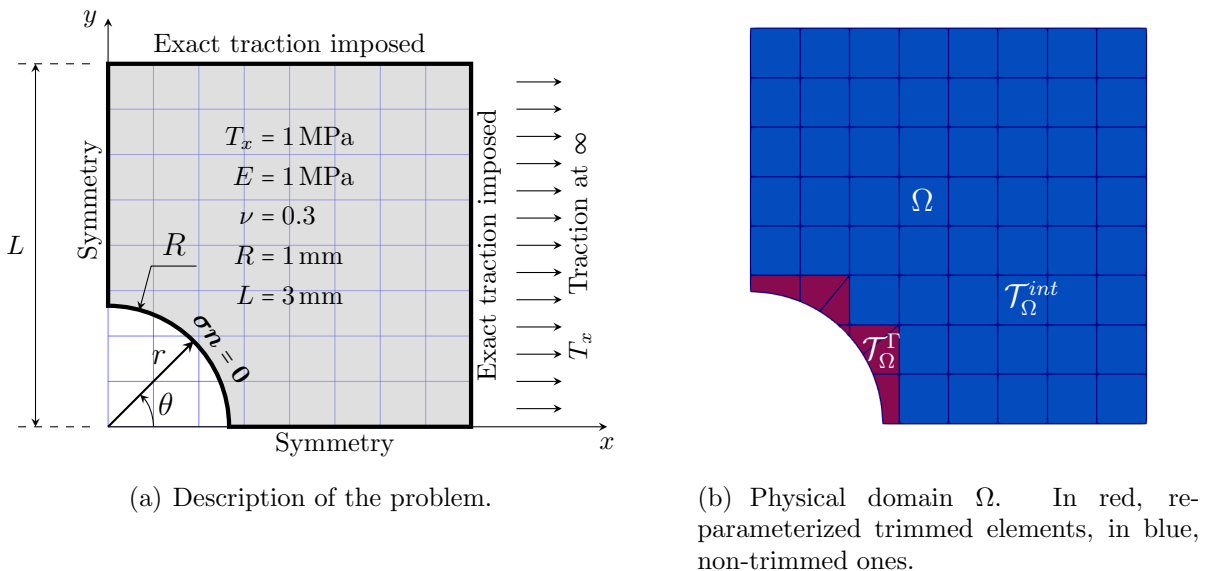 y
Exact traction imposed
L
Symmetry
T_x = 1 MPa
E = 1 MPa
ν = 0.3
R = 1 mm
L = 3 mm
R
σn = 0
r
θ
Exact traction imposed
T_x Traction at ∞
Symmetry
x
(a) Description of the problem.
Ω
𝒯_Ω^{int}
𝒯_Ω^Γ
(b) Physical domain Ω. In red, re-
parameterized trimmed elements, in blue,
non-trimmed ones.